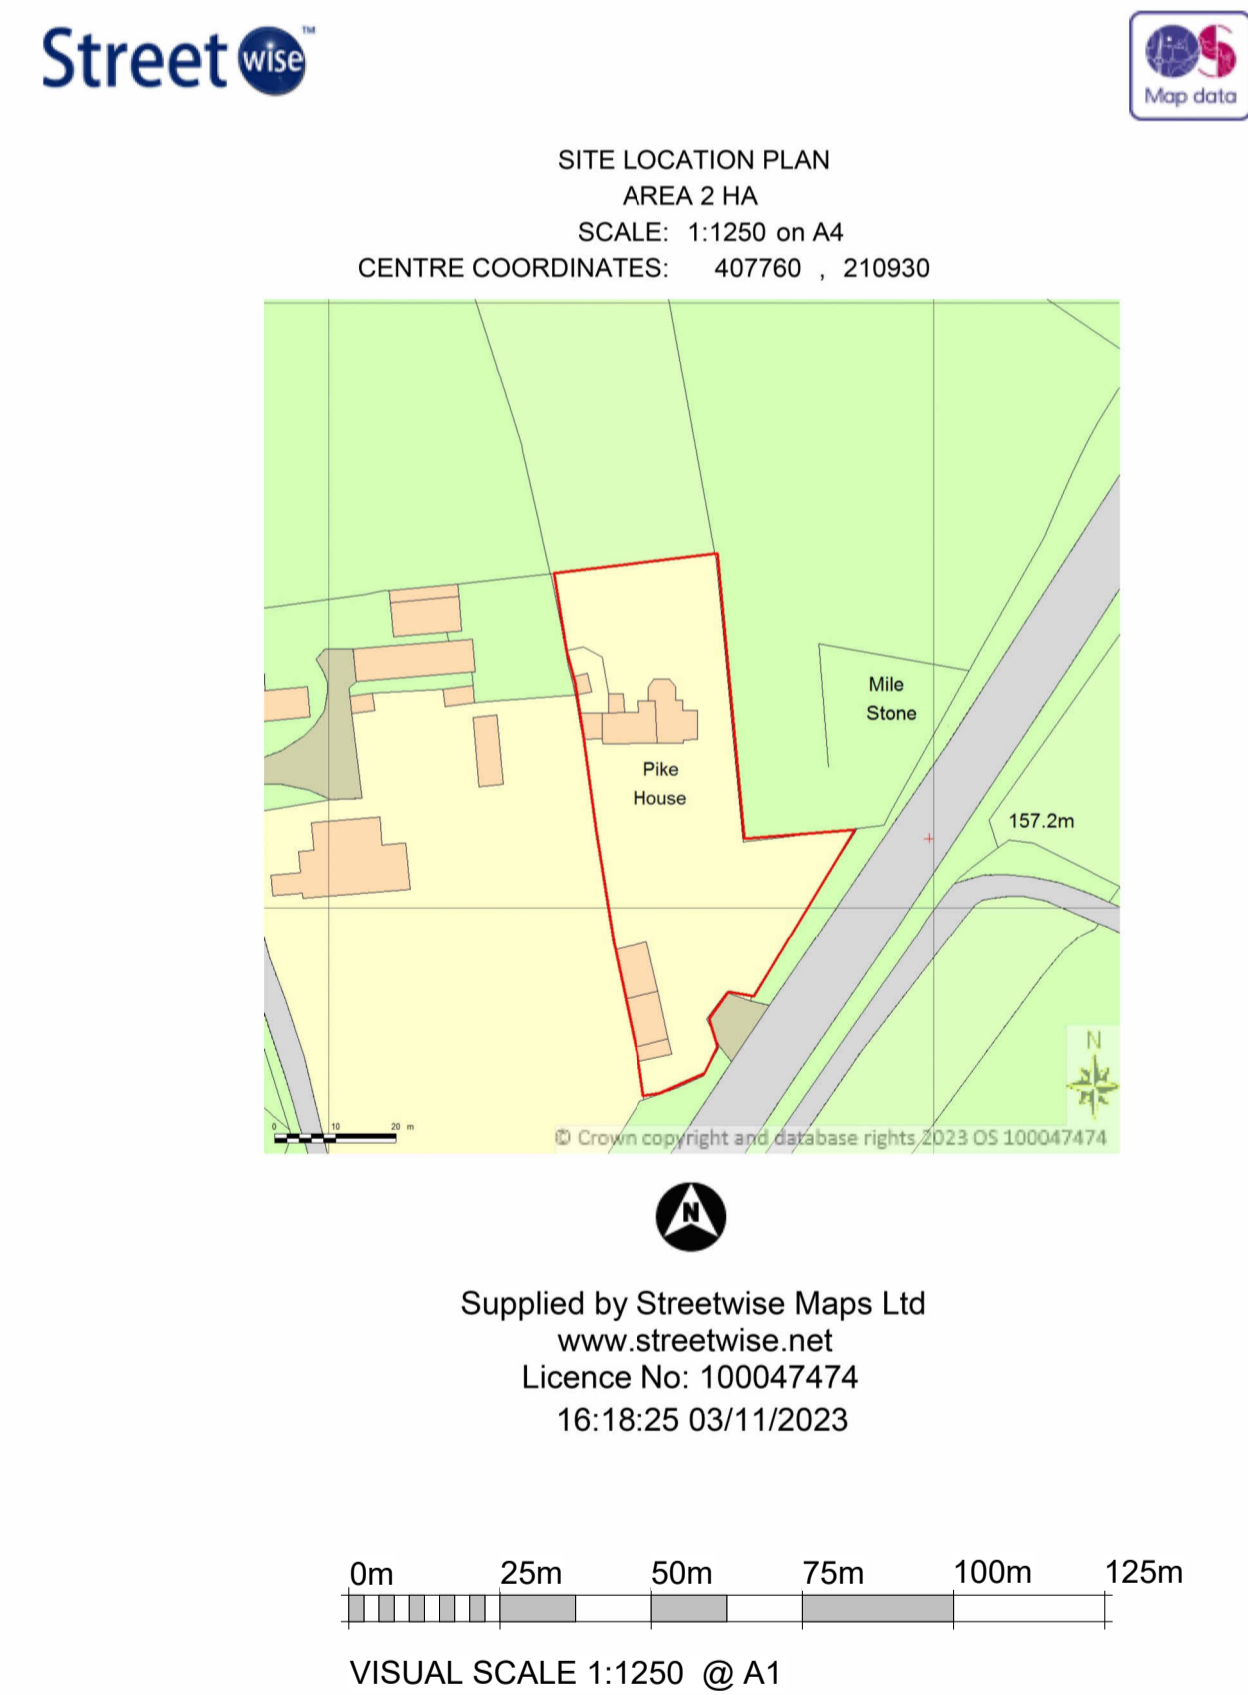 Street wise ™
OS
Map data
SITE LOCATION PLAN
AREA 2 HA
SCALE: 1:1250 on A4
CENTRE COORDINATES: 407760 , 210930
Mile
Stone
Pike
House
157.2m
N
0 10 20 m
© Crown copyright and database rights 2023 OS 100047474
N
Supplied by Streetwise Maps Ltd
www.streetwise.net
Licence No: 100047474
16:18:25 03/11/2023
0m 25m 50m 75m 100m 125m
VISUAL SCALE 1:1250 @ A1